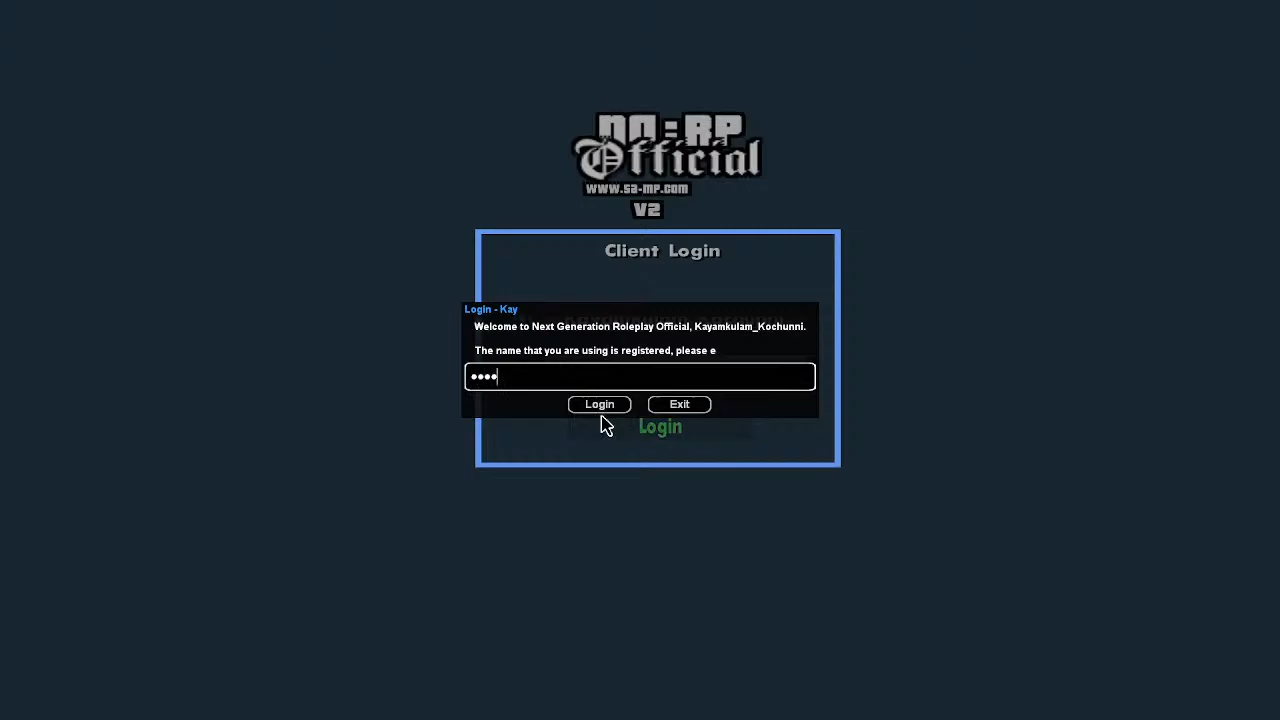 NG:RP
Official
www.sa-mp.com
V2
Client Login
Login - Kay
Welcome to Next Generation Roleplay Official, Kayamkulam_Kochunni.
The name that you are using is registered, please e
Login Exit
Login